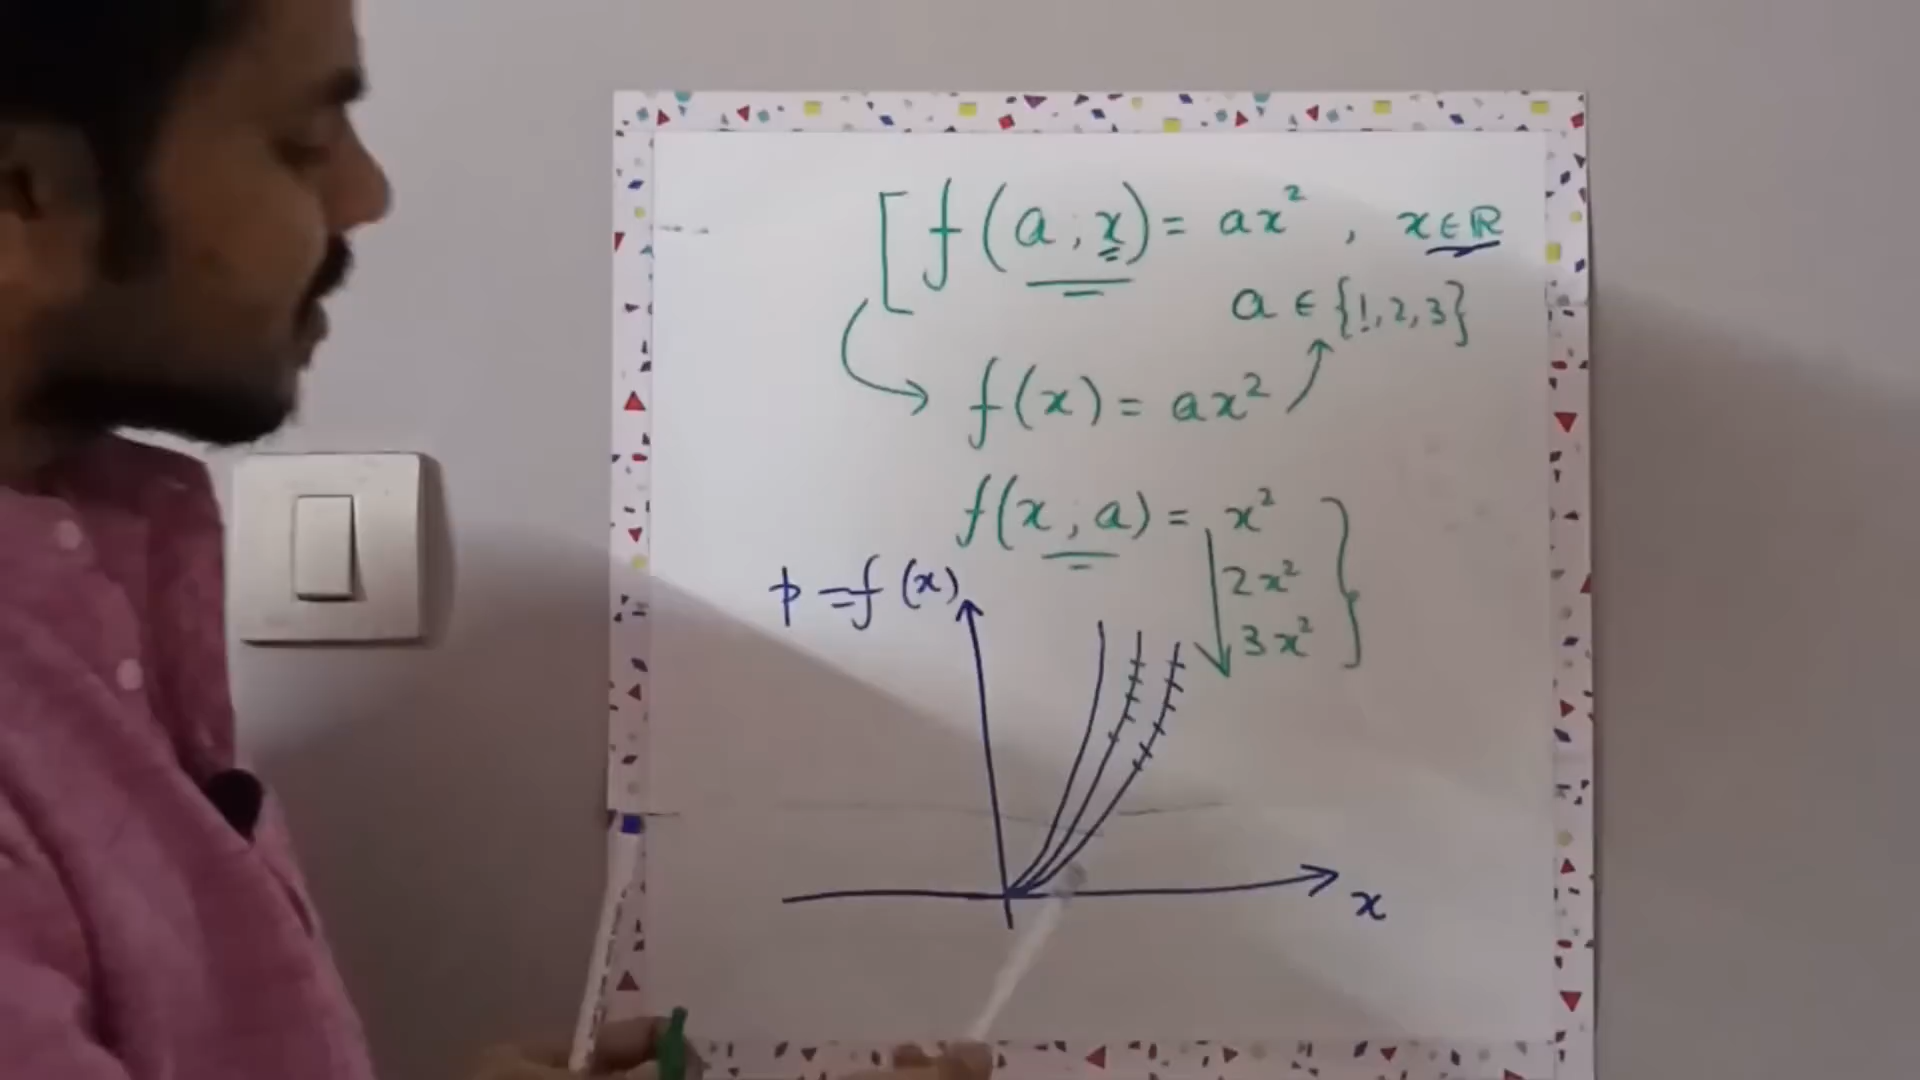 f(a, x) = ax², x∈ℝ
a ∈ {1,2,3}
f(x) = ax²
f(x, a) = x²
2x²
3x²
p = f(x)
x